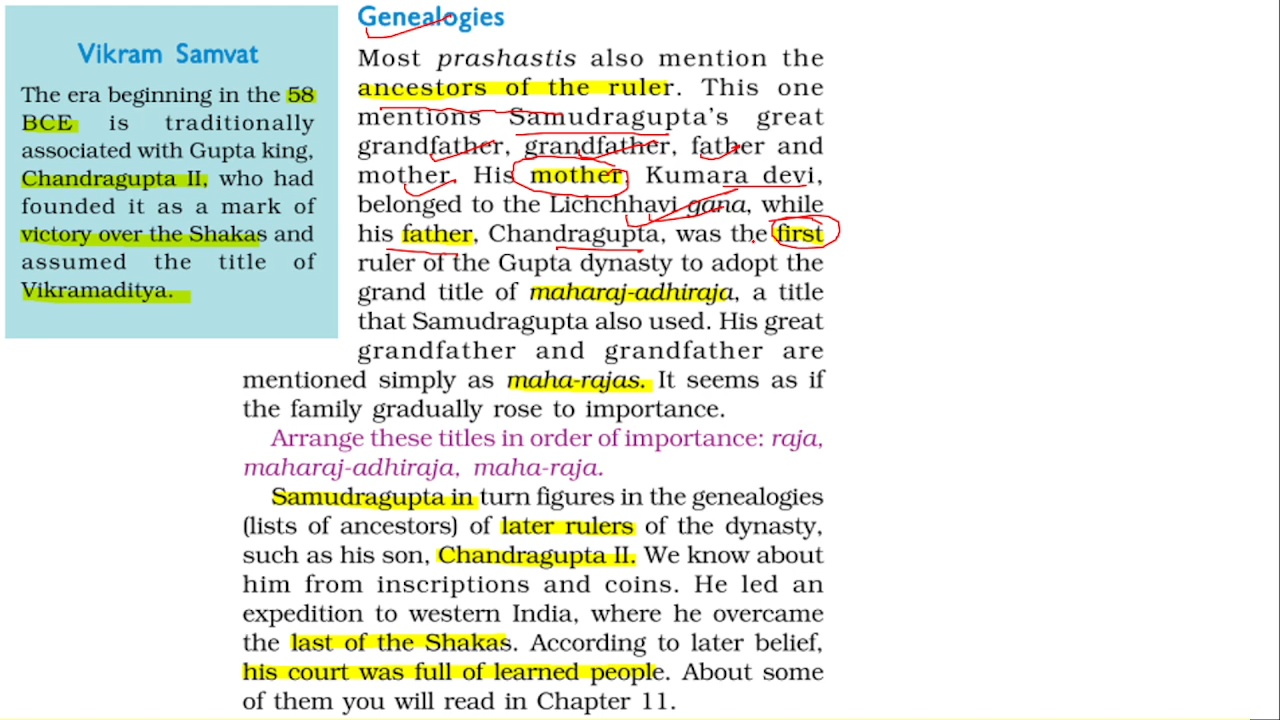 Vikram Samvat
The era beginning in the 58
BCE is traditionally
associated with Gupta king,
Chandragupta II, who had
founded it as a mark of
victory over the Shakas and
assumed the title of
Vikramaditya.
Genealogies
Most prashastis also mention the
ancestors of the ruler. This one
mentions Samudragupta's great
grandfather, grandfather, father and
mother. His mother, Kumara devi,
belonged to the Lichchhavi gana, while
his father, Chandragupta, was the first
ruler of the Gupta dynasty to adopt the
grand title of maharaj-adhiraja, a title
that Samudragupta also used. His great
grandfather and grandfather are
mentioned simply as maha-rajas. It seems as if
the family gradually rose to importance.
Arrange these titles in order of importance: raja,
maharaj-adhiraja, maha-raja.
Samudragupta in turn figures in the genealogies
(lists of ancestors) of later rulers of the dynasty,
such as his son, Chandragupta II. We know about
him from inscriptions and coins. He led an
expedition to western India, where he overcame
the last of the Shakas. According to later belief,
his court was full of learned people. About some
of them you will read in Chapter 11.